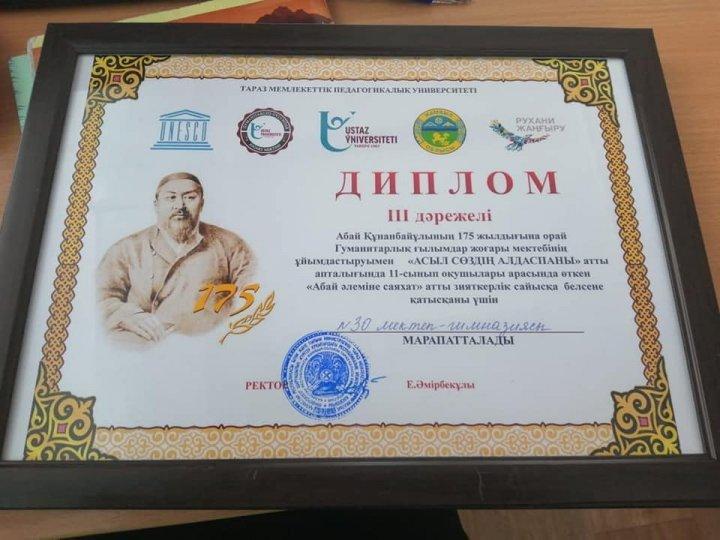 ТАРАЗ МЕМЛЕКЕТТІК ПЕДАГОГИКАЛЫҚ УНИВЕРСИТЕТІ
UNESCO
USTAZ
ÝNIVERSITETI
РУХАНИ
ЖАҢҒЫРУ
ДИПЛОМ
III дәрежелі
Абай Құнанбайұлының 175 жылдығына орай
Гуманитарлық ғылымдар жоғары мектебінің
ұйымдастыруымен «АСЫЛ СӨЗДІҢ АЛДАСПАНЫ» атты
апталығында 11-сынып оқушылары арасында өткен
«Абай әлеміне саяхат» атты зияткерлік сайысқа белсене
қатысқаны үшін
175
№30 мектеп-гимназиясы
МАРАПАТТАЛАДЫ
РЕКТОР Е.Әмірбекұлы